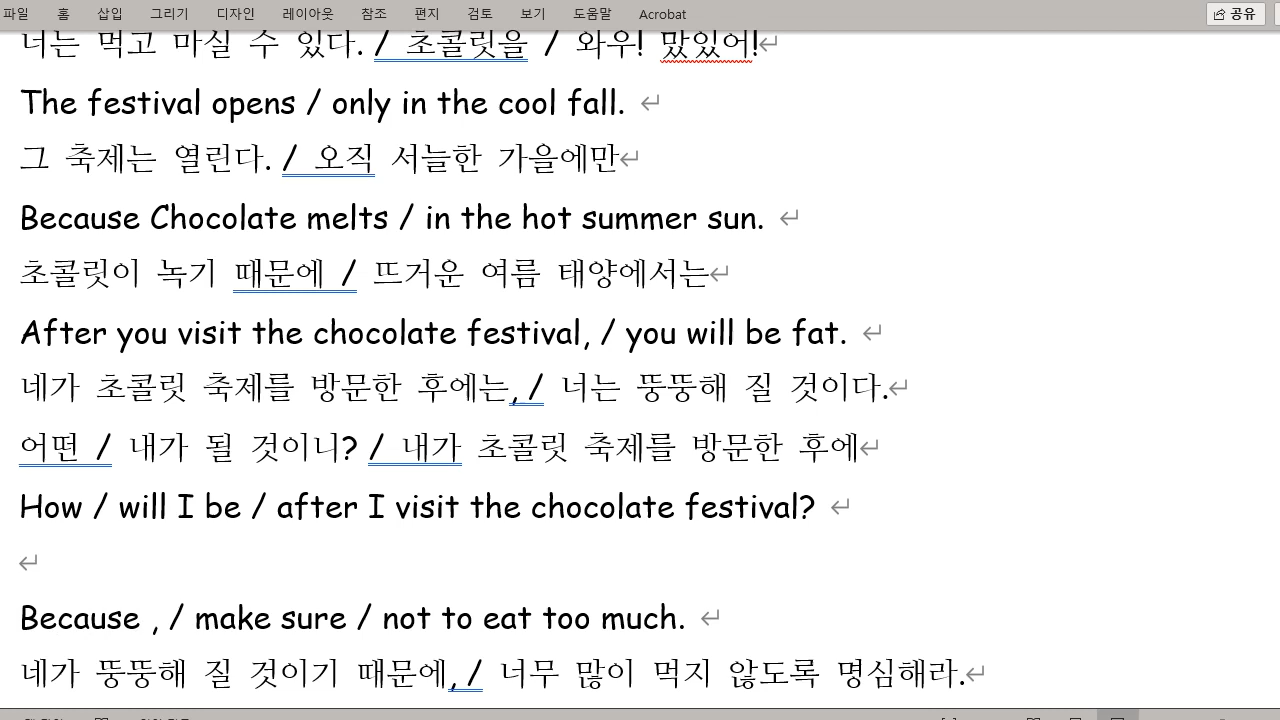 파일 홈 삽입 그리기 디자인 레이아웃 참조 편지 검토 보기 도움말 Acrobat 공유
너는 먹고 마실 수 있다. / 초콜릿을 / 와우! 맜있어!
The festival opens / only in the cool fall.
그 축제는 열린다. / 오직 서늘한 가을에만
Because Chocolate melts / in the hot summer sun.
초콜릿이 녹기 때문에 / 뜨거운 여름 태양에서는
After you visit the chocolate festival, / you will be fat.
네가 초콜릿 축제를 방문한 후에는, / 너는 뚱뚱해 질 것이다.
어떤 / 내가 될 것이니? / 내가 초콜릿 축제를 방문한 후에
How / will I be / after I visit the chocolate festival?
Because , / make sure / not to eat too much.
네가 뚱뚱해 질 것이기 때문에, / 너무 많이 먹지 않도록 명심해라.